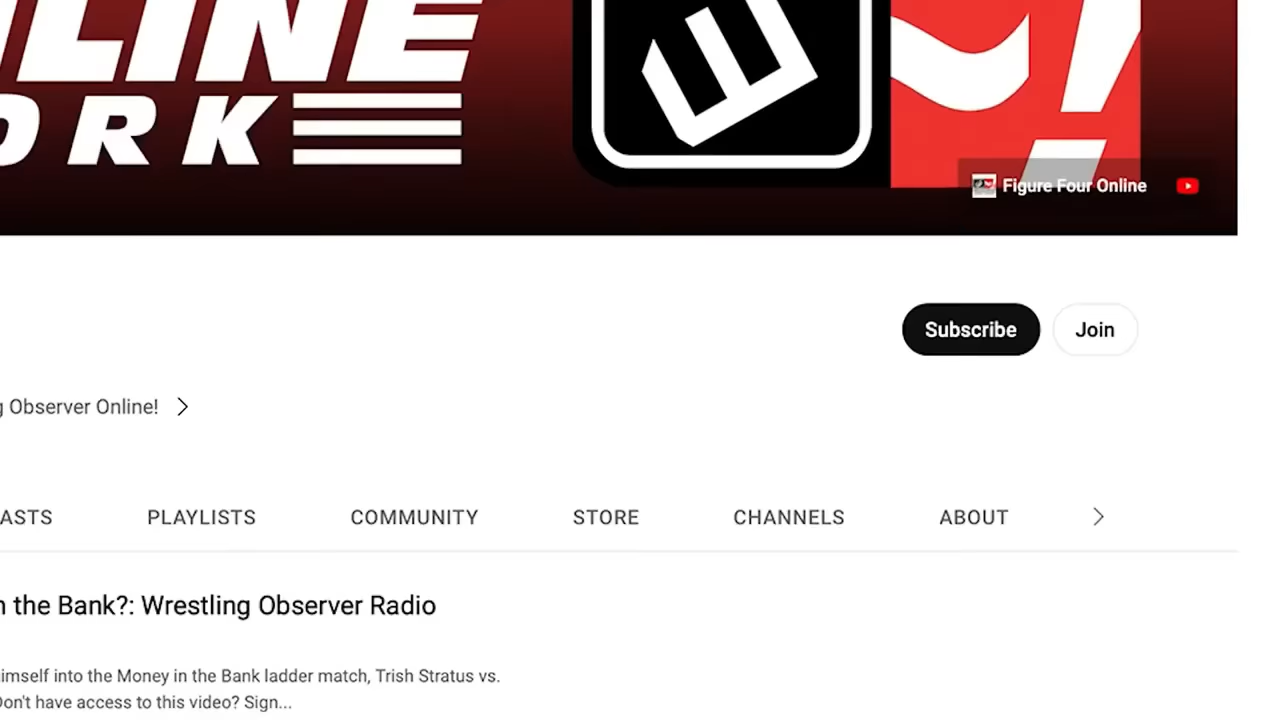 LINE
ORK
Figure Four Online
Subscribe
Join
g Observer Online!
ASTS
PLAYLISTS
COMMUNITY
STORE
CHANNELS
ABOUT
n the Bank?: Wrestling Observer Radio
imself into the Money in the Bank ladder match, Trish Stratus vs.
Don't have access to this video? Sign...